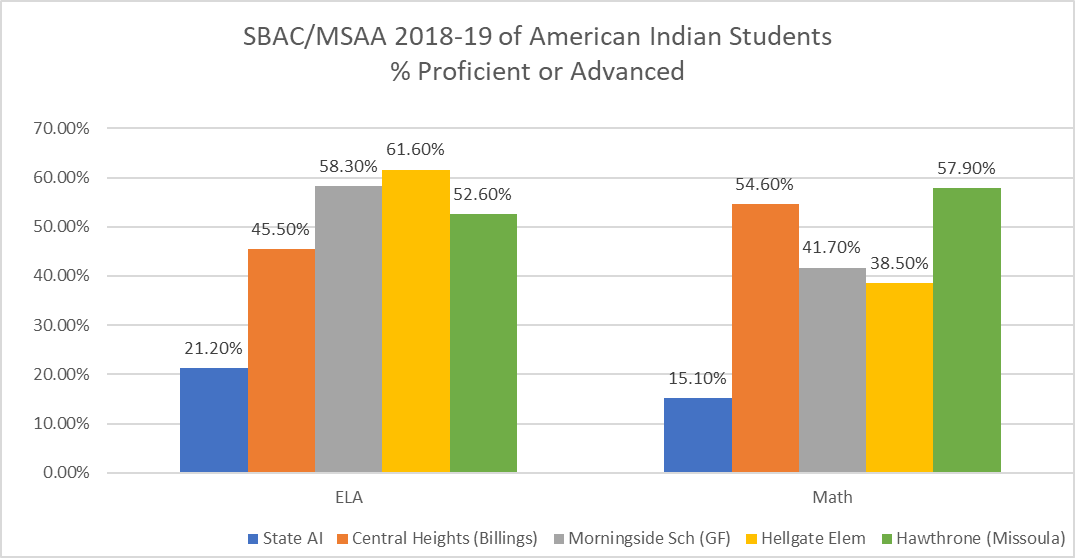 SBAC/MSAA 2018-19 of American Indian Students
% Proficient or Advanced
70.00%
60.00%
50.00%
40.00%
30.00%
20.00%
10.00%
0.00%
21.20%
45.50%
58.30%
61.60%
52.60%
15.10%
54.60%
41.70%
38.50%
57.90%
ELA
Math
State AI
Central Heights (Billings)
Morningside Sch (GF)
Hellgate Elem
Hawthrone (Missoula)